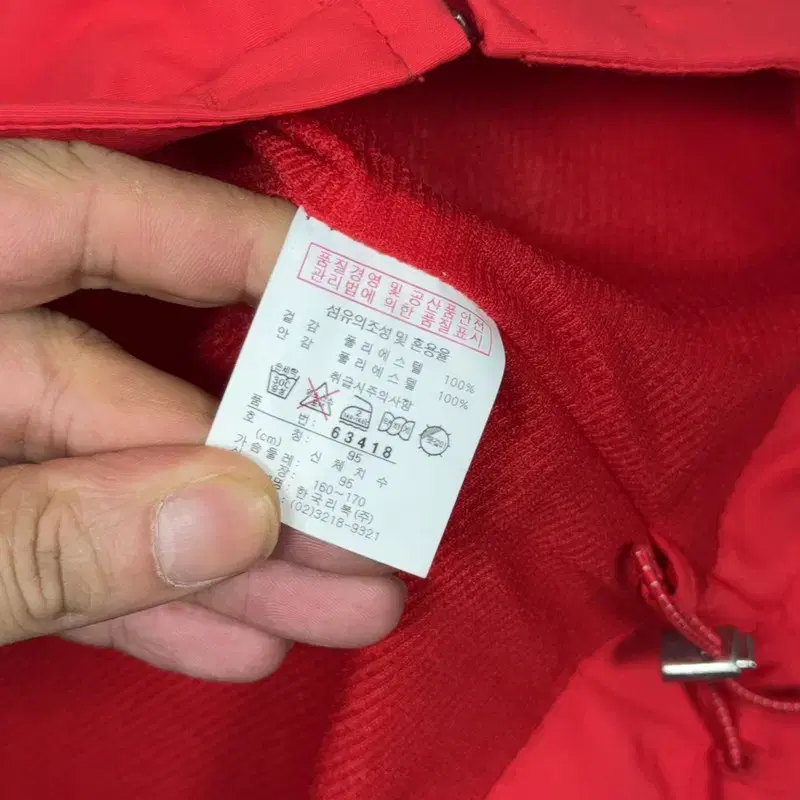 품질경영 및 공산품안전
관리법에 의한 품질표시
섬유의조성 및 혼용율
겉 감 폴 리 에 스 텔 100%
안 감 폴 리 에 스 텔 100%
취급시주의사항
품 번: 63418
호 칭: 95
(cm) 신 체 치 수
가슴둘레: 95
160~170
한국리복(주)
(02)3218-9321